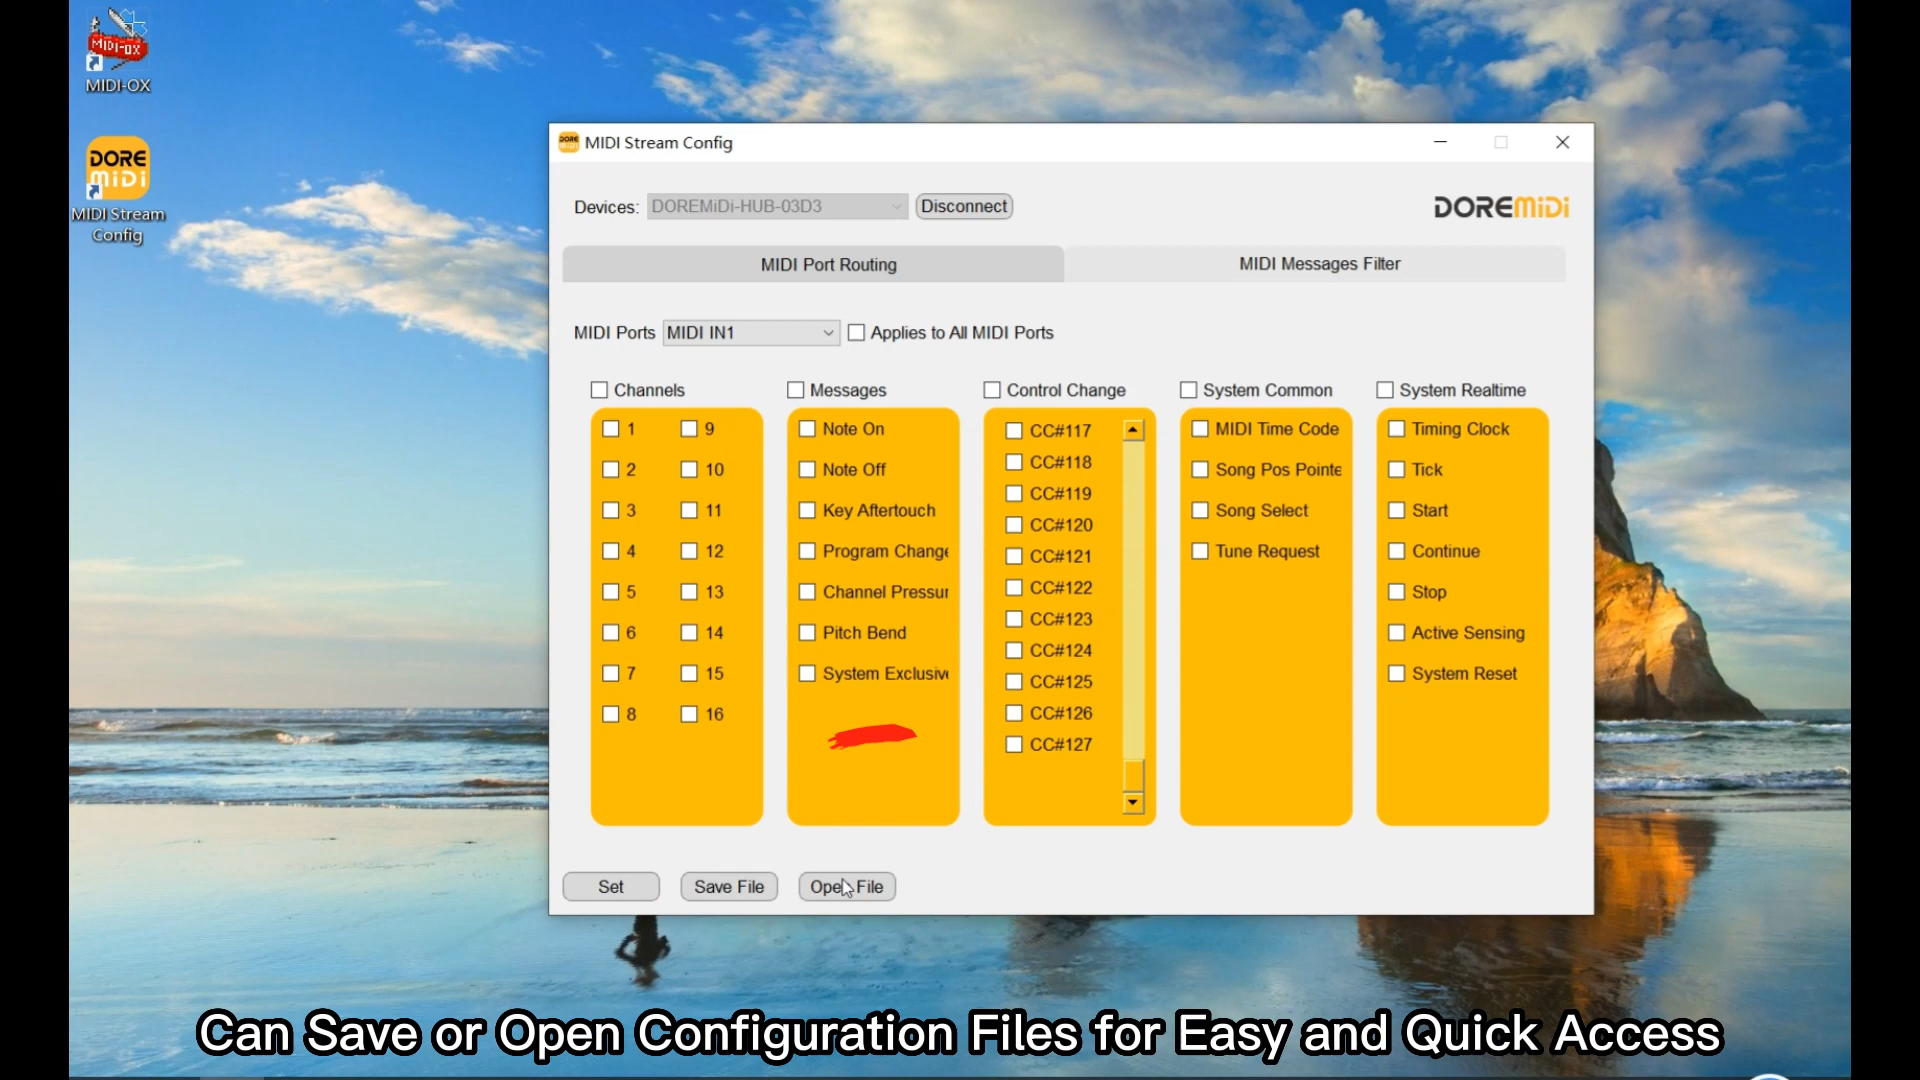 MIDI-OX
MIDI-OX
DORE
MiDi
MIDI Stream
Config
MIDI Stream Config
Devices: DOREMiDi-HUB-03D3 Disconnect
DOREMiDi
MIDI Port Routing
MIDI Messages Filter
MIDI Ports MIDI IN1 Applies to All MIDI Ports
Channels
1 9
2 10
3 11
4 12
5 13
6 14
7 15
8 16
Messages
Note On
Note Off
Key Aftertouch
Program Change
Channel Pressur
Pitch Bend
System Exclusive
Control Change
CC#117
CC#118
CC#119
CC#120
CC#121
CC#122
CC#123
CC#124
CC#125
CC#126
CC#127
System Common
MIDI Time Code
Song Pos Pointe
Song Select
Tune Request
System Realtime
Timing Clock
Tick
Start
Continue
Stop
Active Sensing
System Reset
Set
Save File
Open File
Can Save or Open Configuration Files for Easy and Quick Access